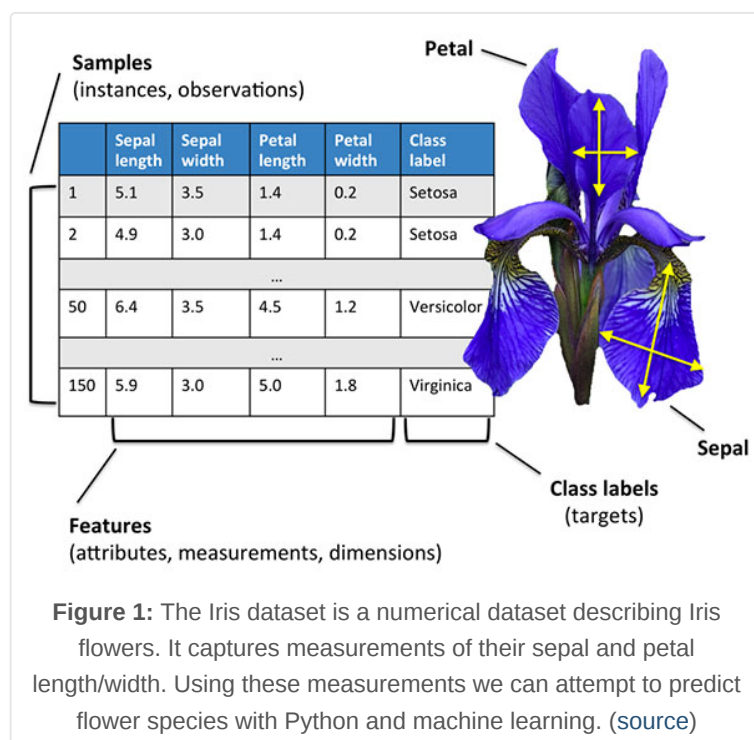 Petal
Samples
(instances, observations)
Sepal length Sepal width Petal length Petal width Class label
1 5.1 3.5 1.4 0.2 Setosa
2 4.9 3.0 1.4 0.2 Setosa
...
50 6.4 3.5 4.5 1.2 Versicolor
...
150 5.9 3.0 5.0 1.8 Virginica
Sepal
Class labels
(targets)
Features
(attributes, measurements, dimensions)
Figure 1: The Iris dataset is a numerical dataset describing Iris
flowers. It captures measurements of their sepal and petal
length/width. Using these measurements we can attempt to predict
flower species with Python and machine learning. (source)